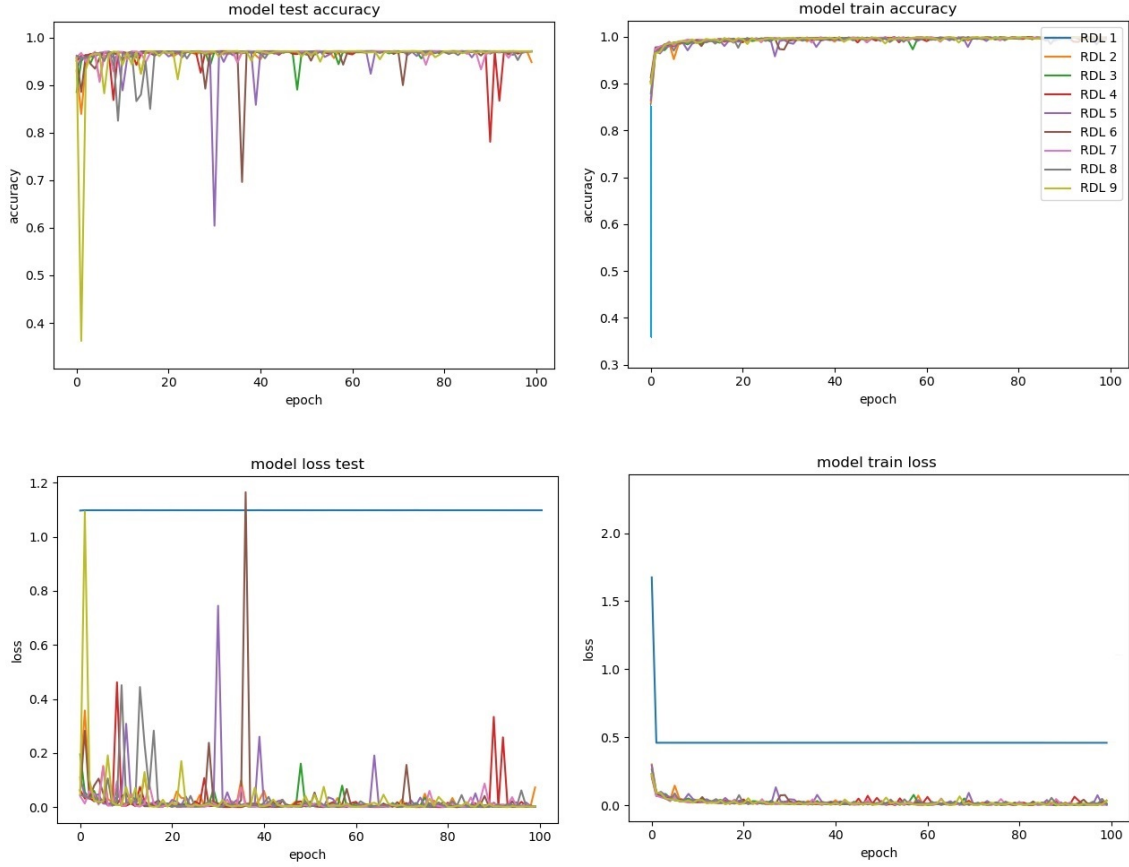 model test accuracy
1.0
0.9
0.8
0.7
0.6
0.5
0.4
accuracy
0 20 40 60 80 100
epoch
model train accuracy
1.0
0.9
0.8
0.7
0.6
0.5
0.4
0.3
accuracy
0 20 40 60 80 100
epoch
RDL 1
RDL 2
RDL 3
RDL 4
RDL 5
RDL 6
RDL 7
RDL 8
RDL 9
model loss test
1.2
1.0
0.8
0.6
0.4
0.2
0.0
loss
0 20 40 60 80 100
epoch
model train loss
2.0
1.5
1.0
0.5
0.0
loss
0 20 40 60 80 100
epoch